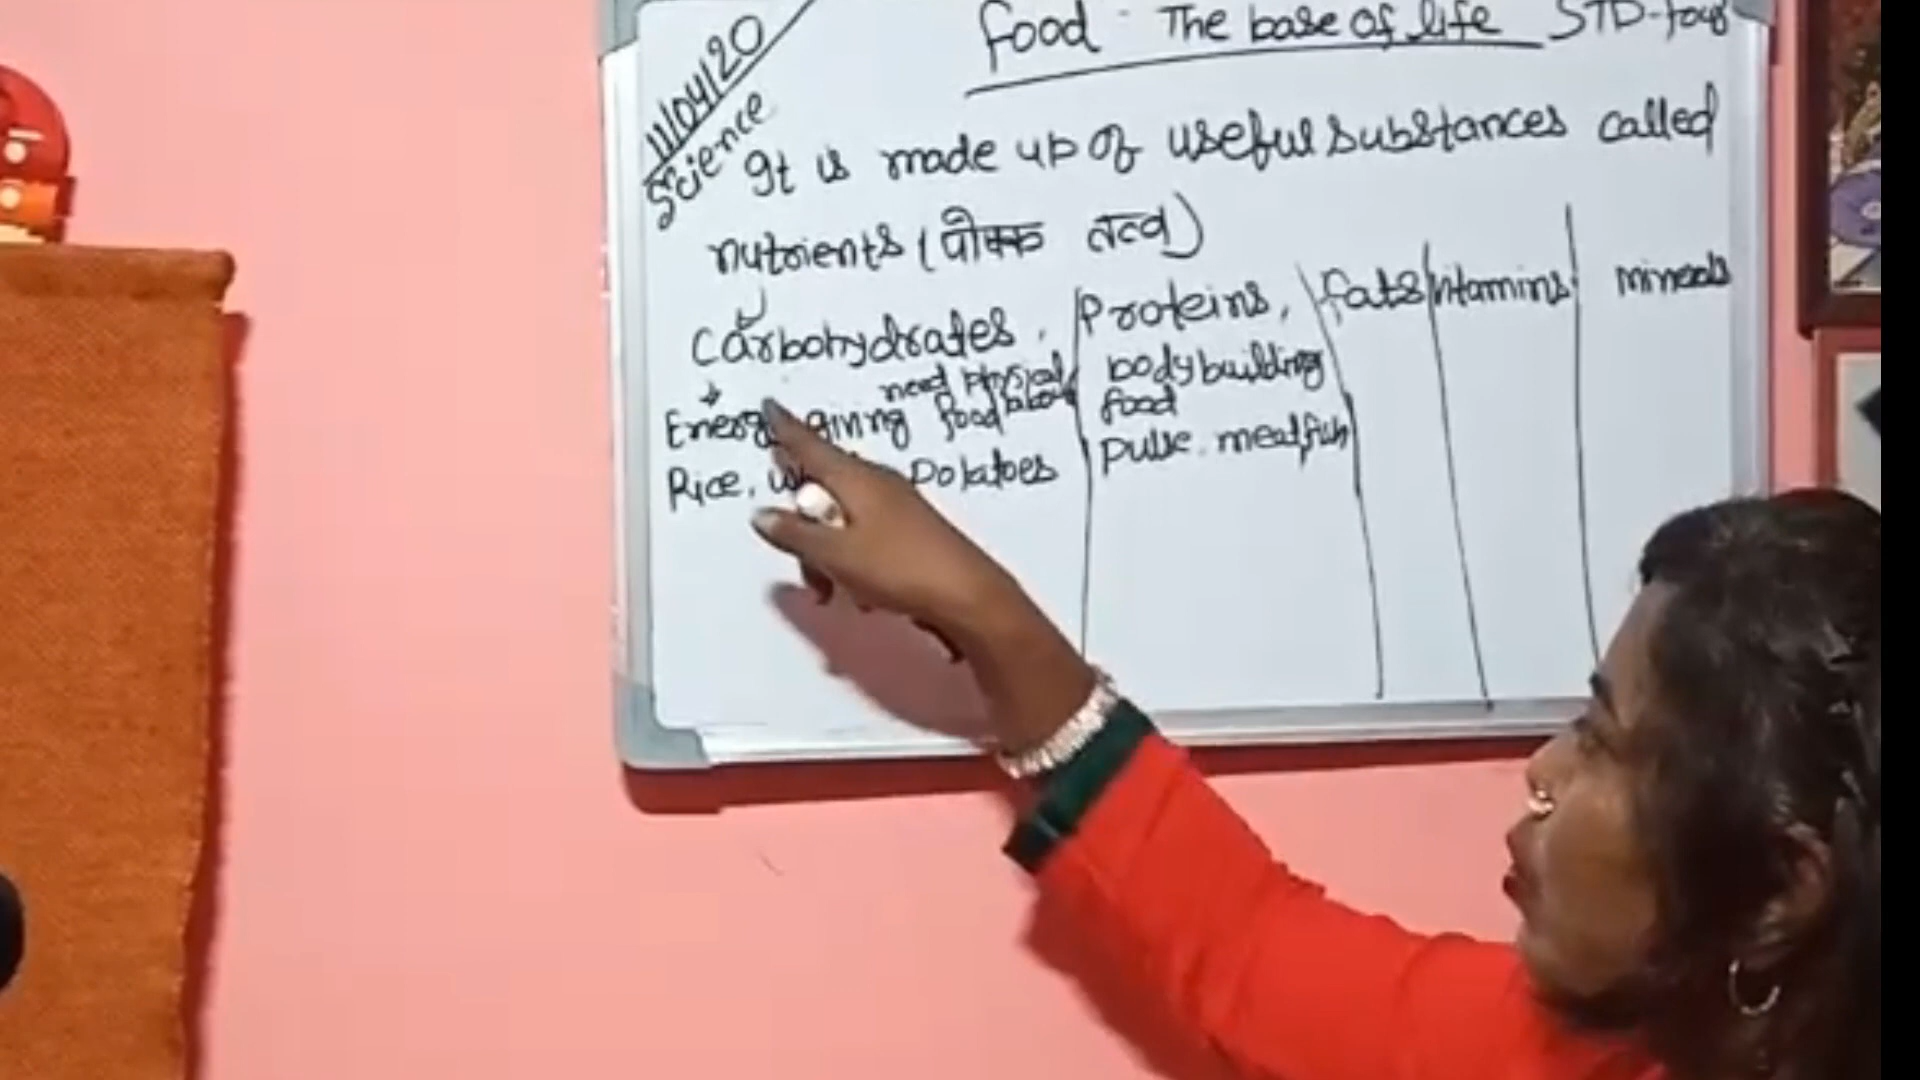 11/04/20
Science
Food - The base of life STD-four
It is made up of useful substances called
nutrients (पोषक तत्व)
Carbohydrates, Proteins, Fats Vitamins minerals
need physical body building
Energy giving food food
Rice, Potatoes Pulse. meat fish